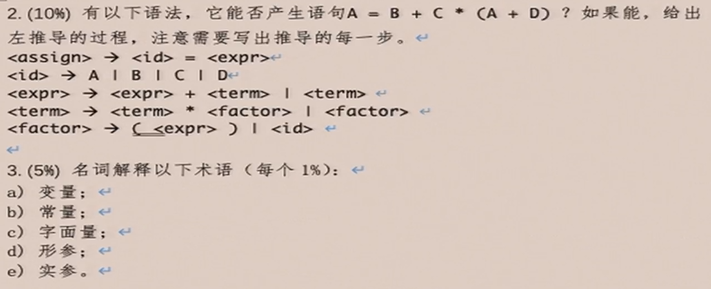 2. (10%) 有以下语法，它能否产生语句A = B + C * (A + D) ？如果能，给出
左推导的过程，注意需要写出推导的每一步。
<assign> → <id> = <expr>
<id> → A | B | C | D
<expr> → <expr> + <term> | <term>
<term> → <term> * <factor> | <factor>
<factor> → ( <expr> ) | <id>
3. (5%) 名词解释以下术语（每个 1%）：
a) 变量；
b) 常量；
c) 字面量；
d) 形参；
e) 实参。